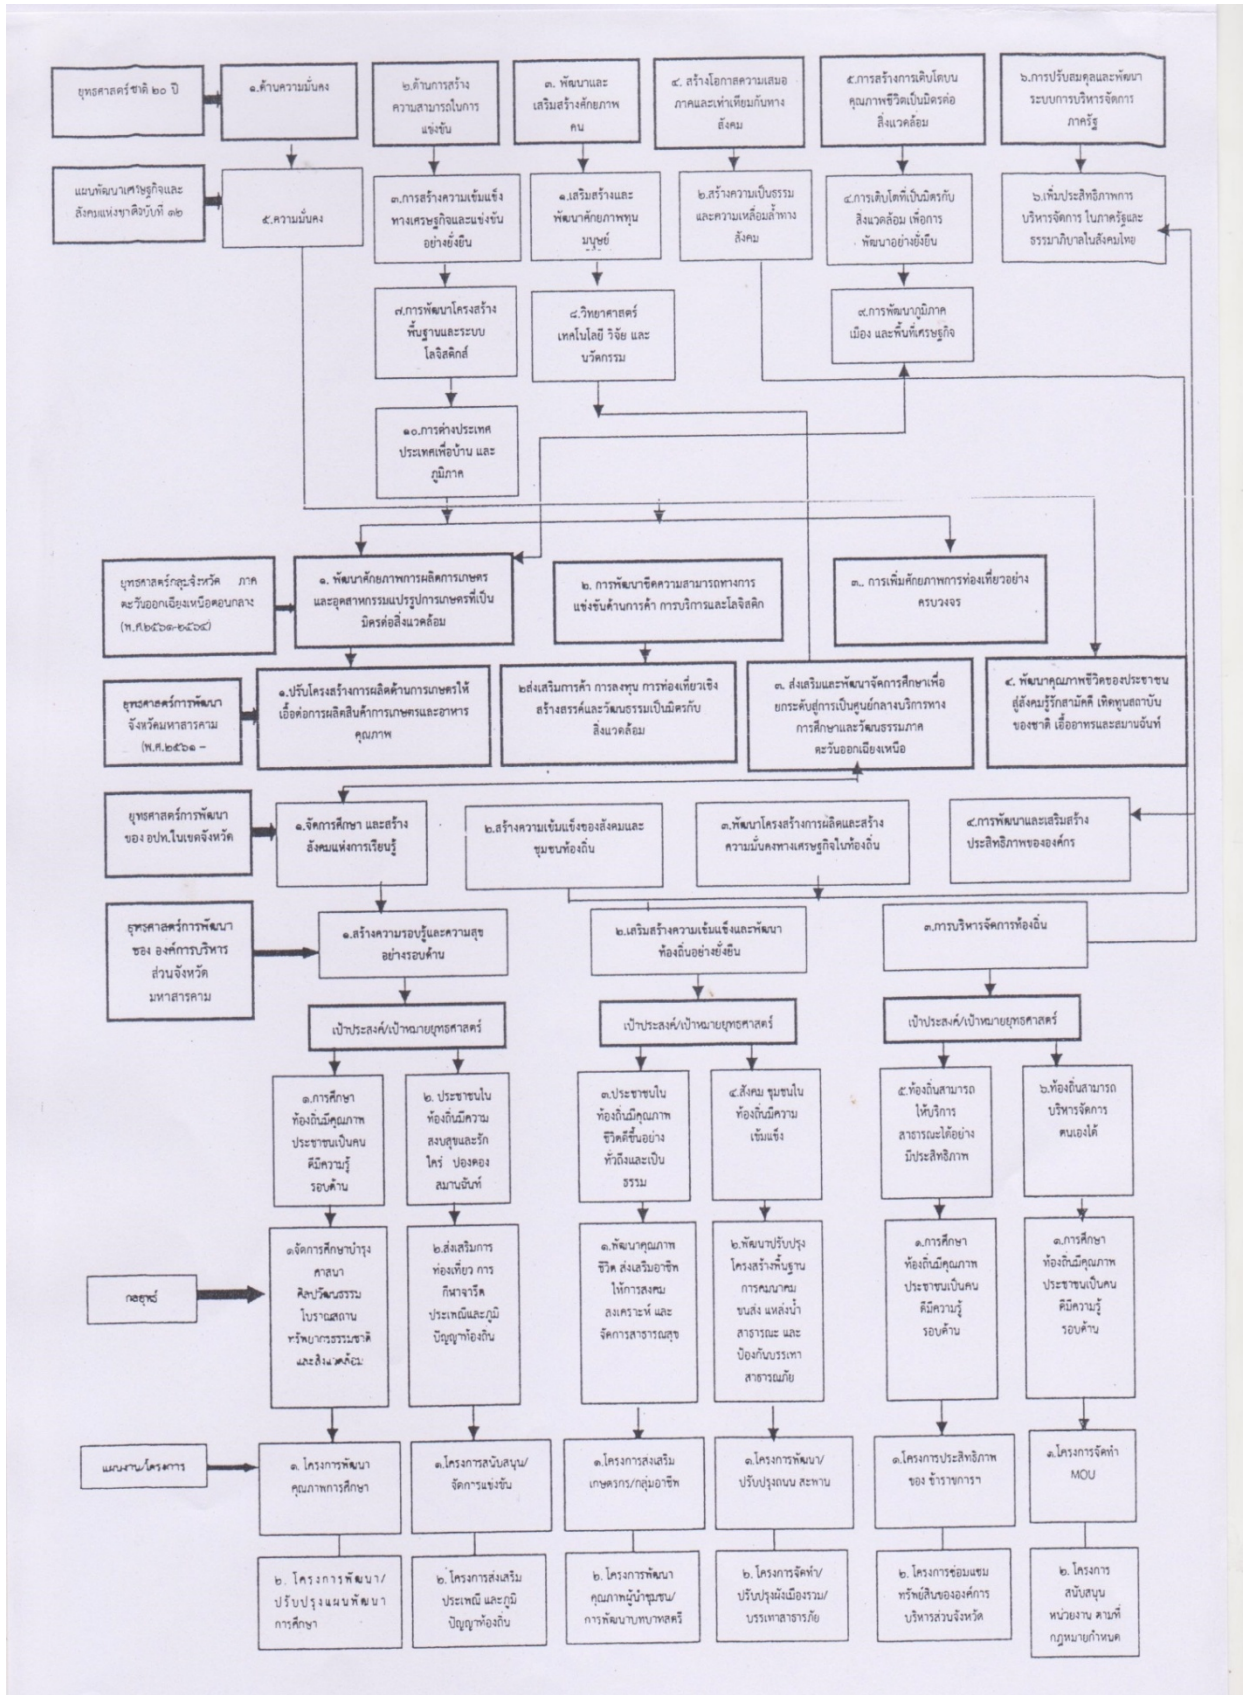 ยุทธศาสตร์ชาติ ๒๐ ปี
๑.ด้านความมั่นคง
๒.ด้านการสร้าง
ความสามารถในการ
แข่งขัน
๓. พัฒนาและ
เสริมสร้างศักยภาพ
คน
๔. สร้างโอกาสความเสมอ
ภาคและเท่าเทียมกันทาง
สังคม
๕.การสร้างการเติบโตบน
คุณภาพชีวิตเป็นมิตรต่อ
สิ่งแวดล้อม
๖.การปรับสมดุลและพัฒนา
ระบบการบริหารจัดการ
ภาครัฐ
แผนพัฒนาเศรษฐกิจและ
สังคมแห่งชาติฉบับที่ ๑๒
๕.ความมั่นคง
๓.การสร้างความเข้มแข็ง
ทางเศรษฐกิจและแข่งขัน
อย่างยั่งยืน
๑.เสริมสร้างและ
พัฒนาศักยภาพทุน
มนุษย์
๒.สร้างความเป็นธรรม
และความเหลื่อมล้ำทาง
สังคม
๔.การเติบโตที่เป็นมิตรกับ
สิ่งแวดล้อม เพื่อการ
พัฒนาอย่างยั่งยืน
๖.เพิ่มประสิทธิภาพการ
บริหารจัดการ ในภาครัฐและ
ธรรมาภิบาลในสังคมไทย
๗.การพัฒนาโครงสร้าง
พื้นฐานและระบบ
โลจิสติกส์
๘.วิทยาศาสตร์
เทคโนโลยี วิจัย และ
นวัตกรรม
๙.การพัฒนาภูมิภาค
เมือง และพื้นที่เศรษฐกิจ
๑๐.การต่างประเทศ
ประเทศเพื่อบ้าน และ
ภูมิภาค
ยุทธศาสตร์กลุ่มจังหวัด ภาค
ตะวันออกเฉียงเหนือตอนกลาง
(พ.ศ.๒๕๖๑-๒๕๖๔)
๑. พัฒนาศักยภาพการผลิตการเกษตร
และอุตสาหกรรมแปรรูปการเกษตรที่เป็น
มิตรต่อสิ่งแวดล้อม
๒. การพัฒนาขีดความสามารถทางการ
แข่งขันด้านการค้า การบริการและโลจิสติก
๓.. การเพิ่มศักยภาพการท่องเที่ยวอย่าง
ครบวงจร
ยุทธศาสตร์การพัฒนา
จังหวัดมหาสารคาม
(พ.ศ.๒๕๖๑ –
๑.ปรับโครงสร้างการผลิตด้านการเกษตรให้
เอื้อต่อการผลิตสินค้าการเกษตรและอาหาร
คุณภาพ
๒ส่งเสริมการค้า การลงทุน การท่องเที่ยวเชิง
สร้างสรรค์และวัฒนธรรมเป็นมิตรกับ
สิ่งแวดล้อม
๓. ส่งเสริมและพัฒนาจัดการศึกษาเพื่อ
ยกระดับสู่การเป็นศูนย์กลางบริการทาง
การศึกษาและวัฒนธรรมภาค
ตะวันออกเฉียงเหนือ
๔. พัฒนาคุณภาพชีวิตของประชาชน
สู่สังคมรู้รักสามัคคี เทิดทูนสถาบัน
ของชาติ เอื้ออาทรและสมานฉันท์
ยุทธศาสตร์การพัฒนา
ของ อปท.ในเขตจังหวัด
๑.จัดการศึกษา และสร้าง
สังคมแห่งการเรียนรู้
๒.สร้างความเข้มแข็งของสังคมและ
ชุมชนท้องถิ่น
๓.พัฒนาโครงสร้างการผลิตและสร้าง
ความมั่นคงทางเศรษฐกิจในท้องถิ่น
๔.การพัฒนาและเสริมสร้าง
ประสิทธิภาพขององค์กร
ยุทธศาสตร์การพัฒนา
ของ องค์การบริหาร
ส่วนจังหวัด
มหาสารคาม
๑.สร้างความรอบรู้และความสุข
อย่างรอบด้าน
๒.เสริมสร้างความเข้มแข็งและพัฒนา
ท้องถิ่นอย่างยั่งยืน
๓.การบริหารจัดการท้องถิ่น
เป้าประสงค์/เป้าหมายยุทธศาสตร์
เป้าประสงค์/เป้าหมายยุทธศาสตร์
เป้าประสงค์/เป้าหมายยุทธศาสตร์
๑.การศึกษา
ท้องถิ่นมีคุณภาพ
ประชาชนเป็นคน
ดีมีความรู้
รอบด้าน
๒. ประชาชนใน
ท้องถิ่นมีความ
สงบสุขและรัก
ใคร่ ปองดอง
สมานฉันท์
๓.ประชาชนใน
ท้องถิ่นมีคุณภาพ
ชีวิตดีขึ้นอย่าง
ทั่วถึงและเป็น
ธรรม
๔.สังคม ชุมชนใน
ท้องถิ่นมีความ
เข้มแข็ง
๕.ท้องถิ่นสามารถ
ให้บริการ
สาธารณะได้อย่าง
มีประสิทธิภาพ
๖.ท้องถิ่นสามารถ
บริหารจัดการ
ตนเองได้
กลยุทธ์
๑จัดการศึกษาบำรุง
ศาสนา
ศิลปวัฒนธรรม
โบราณสถาน
ทรัพยากรธรรมชาติ
และสิ่งแวดล้อม
๒.ส่งเสริมการ
ท่องเที่ยว การ
กีฬาจารีต
ประเพณีและภูมิ
ปัญญาท้องถิ่น
๑.พัฒนาคุณภาพ
ชีวิต ส่งเสริมอาชีพ
ให้การสงคม
สงเคราะห์ และ
จัดการสาธารณสุข
๒.พัฒนาปรับปรุง
โครงสร้างพื้นฐาน
การคมนาคม
ขนส่ง แหล่งน้ำ
สาธารณะ และ
ป้องกันบรรเทา
สาธารณภัย
๑.การศึกษา
ท้องถิ่นมีคุณภาพ
ประชาชนเป็นคน
ดีมีความรู้
รอบด้าน
๑.การศึกษา
ท้องถิ่นมีคุณภาพ
ประชาชนเป็นคน
ดีมีความรู้
รอบด้าน
แผนงาน/โครงการ
๑. โครงการพัฒนา
คุณภาพการศึกษา
๑.โครงการสนับสนุน/
จัดการแข่งขัน
๑.โครงการส่งเสริม
เกษตรกร/กลุ่มอาชีพ
๑.โครงการพัฒนา/
ปรับปรุงถนน สะพาน
๑.โครงการประสิทธิภาพ
ของ ข้าราชการฯ
๑.โครงการจัดทำ
MOU
๒. โครงการพัฒนา/
ปรับปรุงแผนพัฒนา
การศึกษา
๒. โครงการส่งเสริม
ประเพณี และภูมิ
ปัญญาท้องถิ่น
๒. โครงการพัฒนา
คุณภาพผู้นำชุมชน/
การพัฒนาบทบาทสตรี
๒. โครงการจัดทำ/
ปรับปรุงผังเมืองรวม/
บรรเทาสาธารภัย
๒. โครงการซ่อมแซม
ทรัพย์สินขององค์การ
บริหารส่วนจังหวัด
๒. โครงการ
สนับสนุน
หน่วยงาน ตามที่
กฎหมายกำหนด